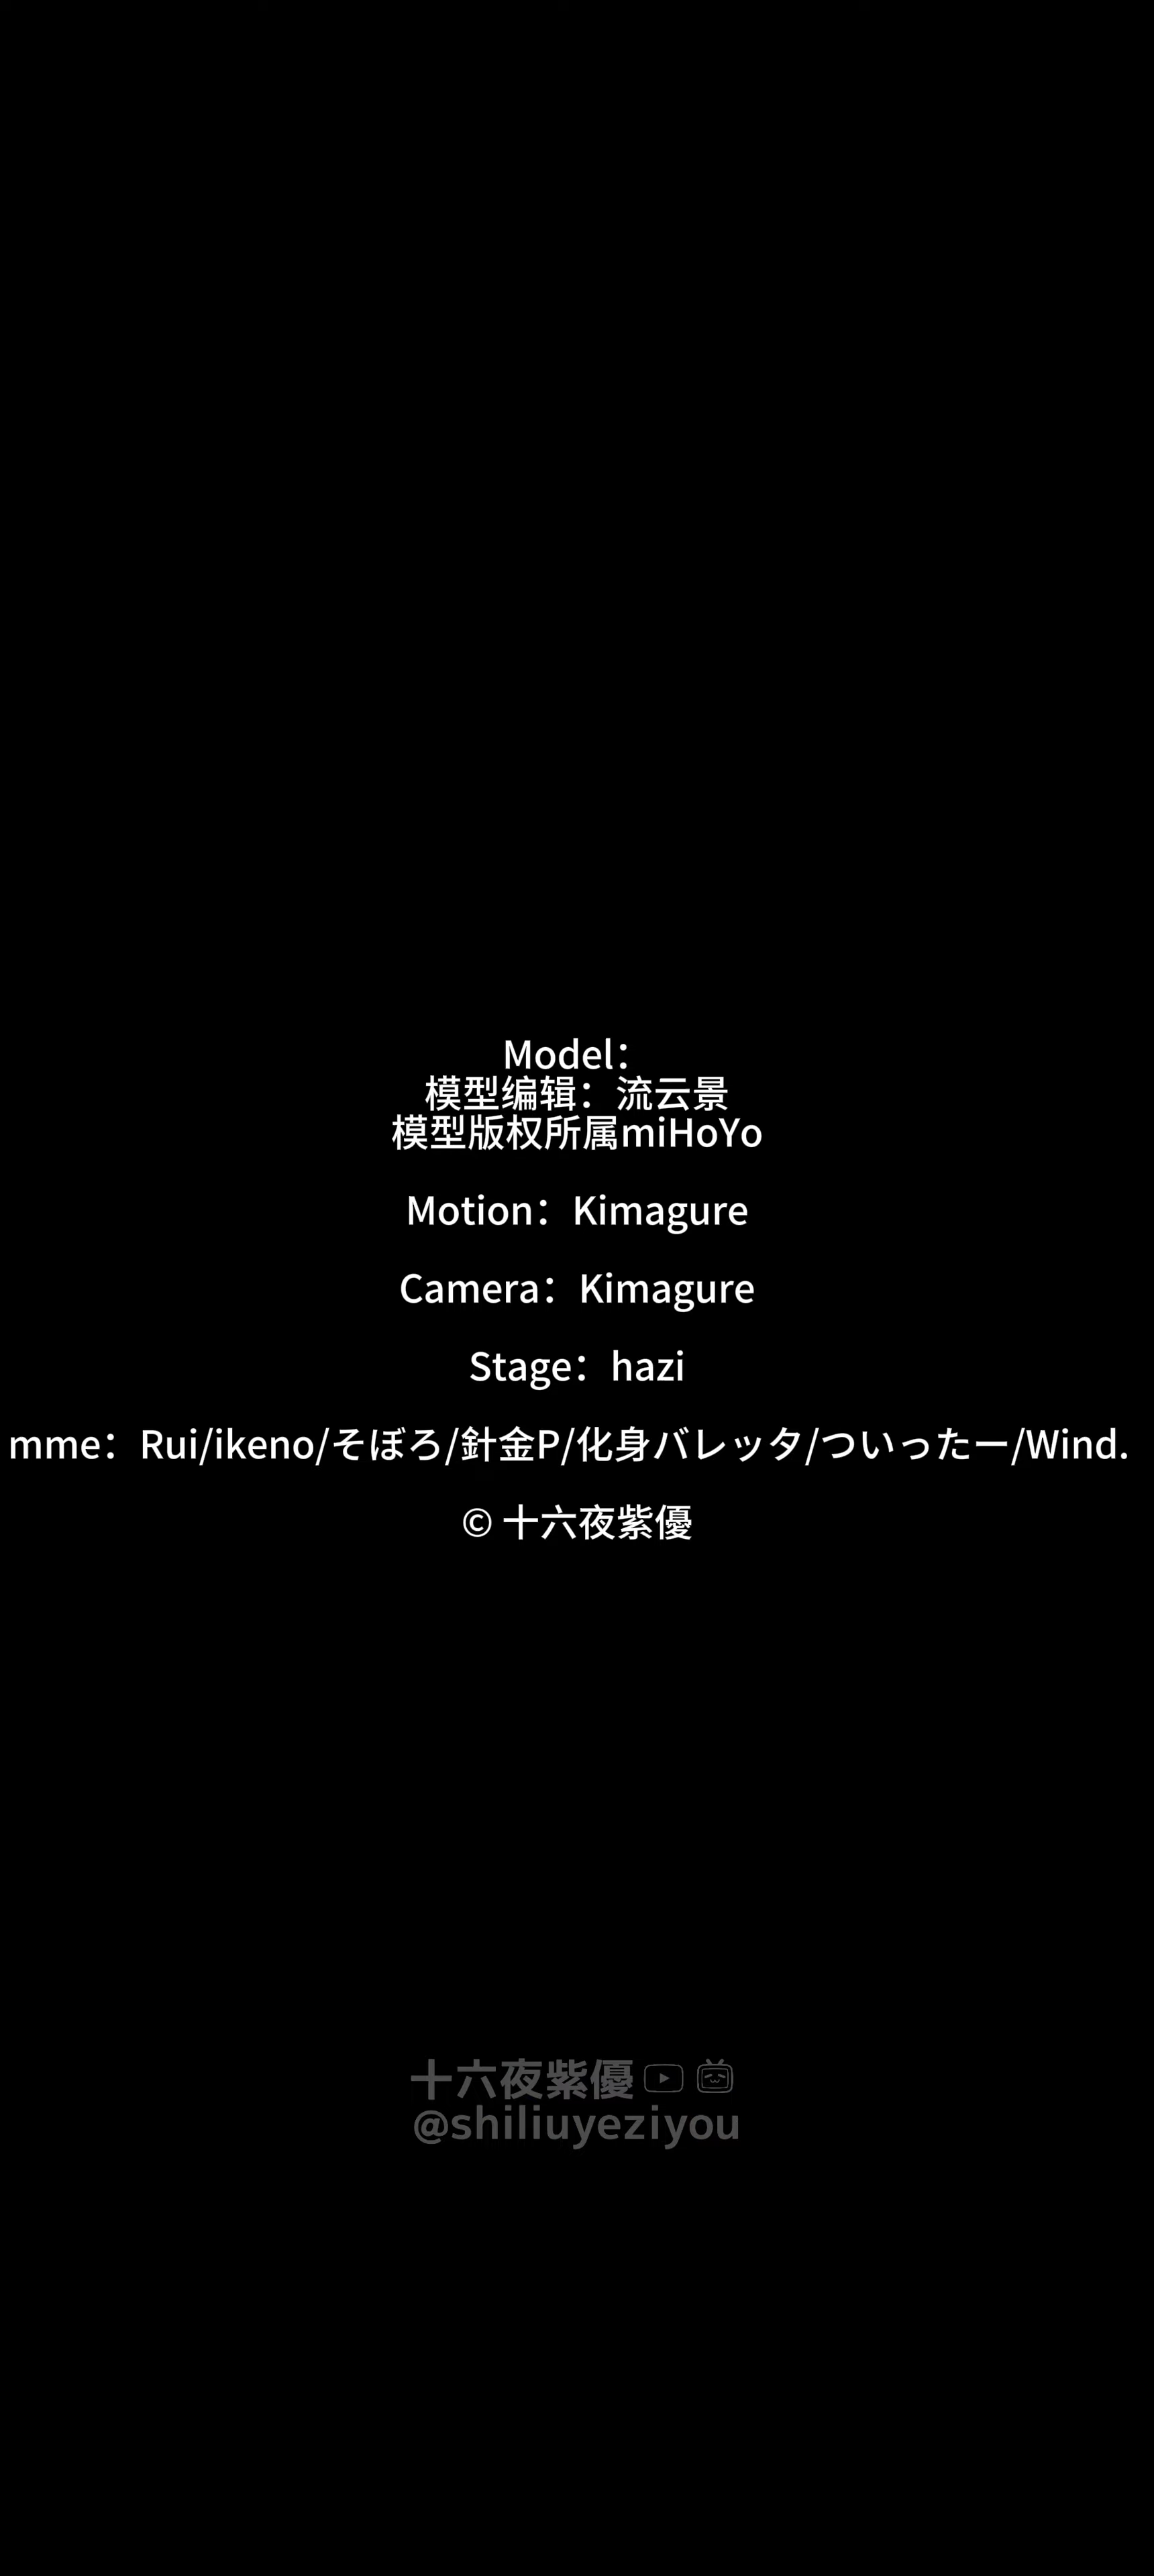 Model：
模型编辑：流云景
模型版权所属miHoYo
Motion：Kimagure
Camera：Kimagure
Stage：hazi
mme：Rui/ikeno/そぼろ/針金P/化身バレッタ/ついったー/Wind.
© 十六夜紫優
十六夜紫優
@shiliuyeziyou